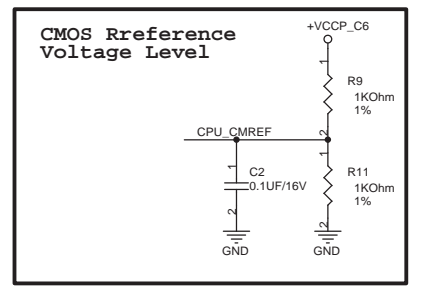 CMOS Rreference
Voltage Level
+VCCP_C6
1
R9
1KOhm
1%
2
CPU_CMREF
1
C2
0.1UF/16V
2
GND
1
R11
1KOhm
1%
2
GND